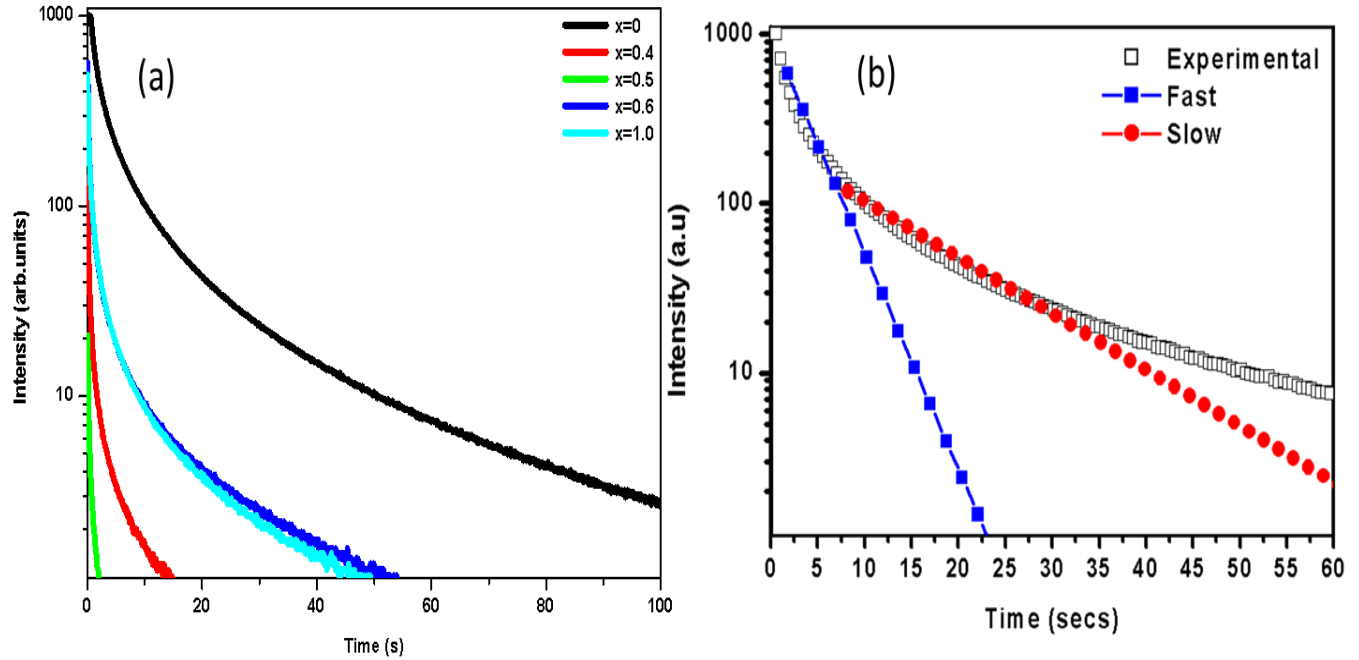 (a)
x=0
x=0.4
x=0.5
x=0.6
x=1.0
1000
100
10
Intensity (arb.units)
0 20 40 60 80 100
Time (s)
(b)
Experimental
Fast
Slow
1000
100
10
Intensity (a.u)
0 5 10 15 20 25 30 35 40 45 50 55 60
Time (secs)